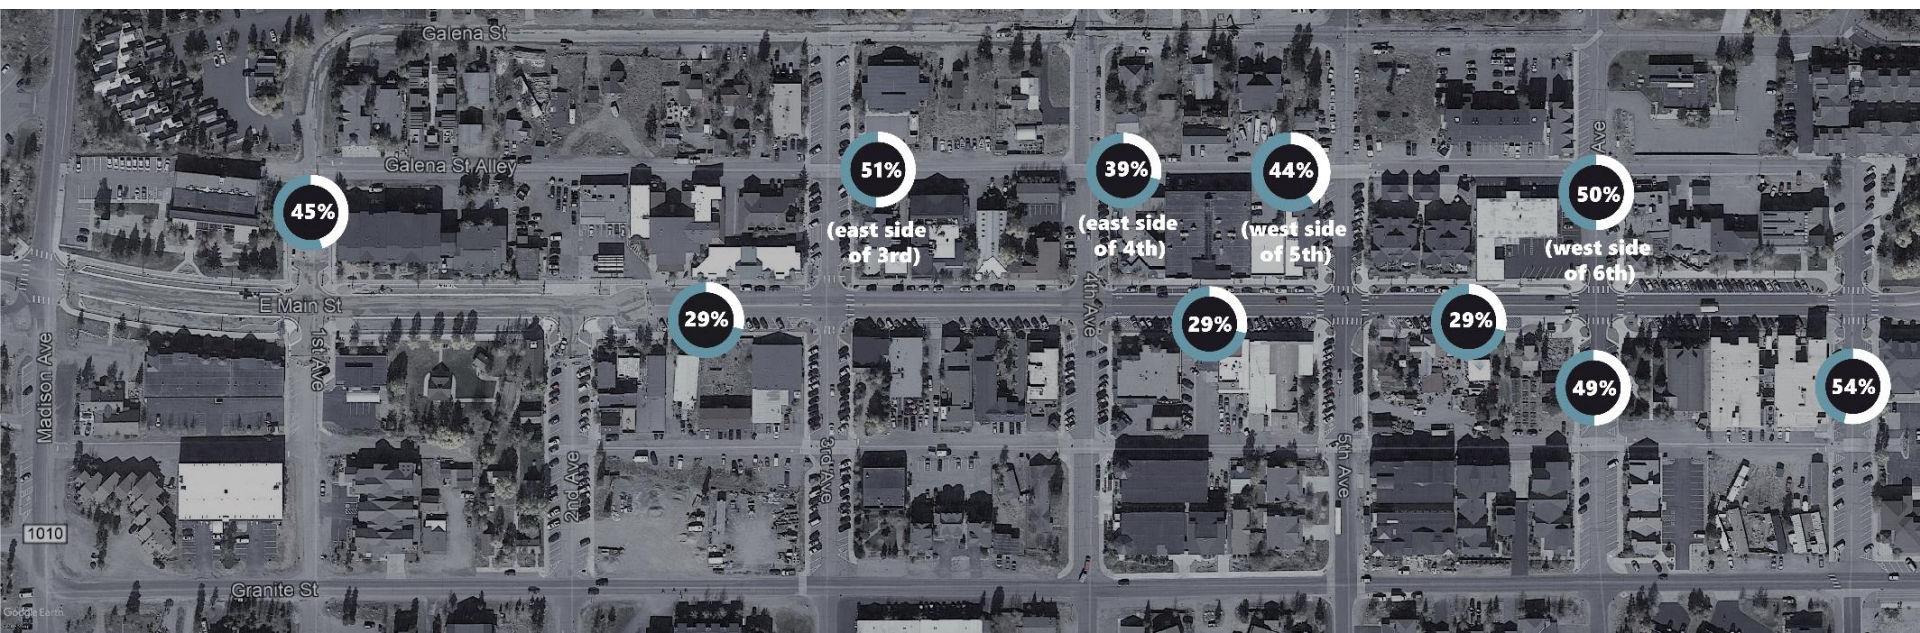 Galena St
Galena St Alley
51%
(east side
of 3rd)
39%
(east side
of 4th)
44%
(west side
of 5th)
Ave
50%
(west side
of 6th)
45%
E Main St
29%
4th Ave
29%
29%
Madison Ave
1st Ave
49%
54%
2nd Ave
3rd Ave
5th Ave
1010
Granite St
Google Earth